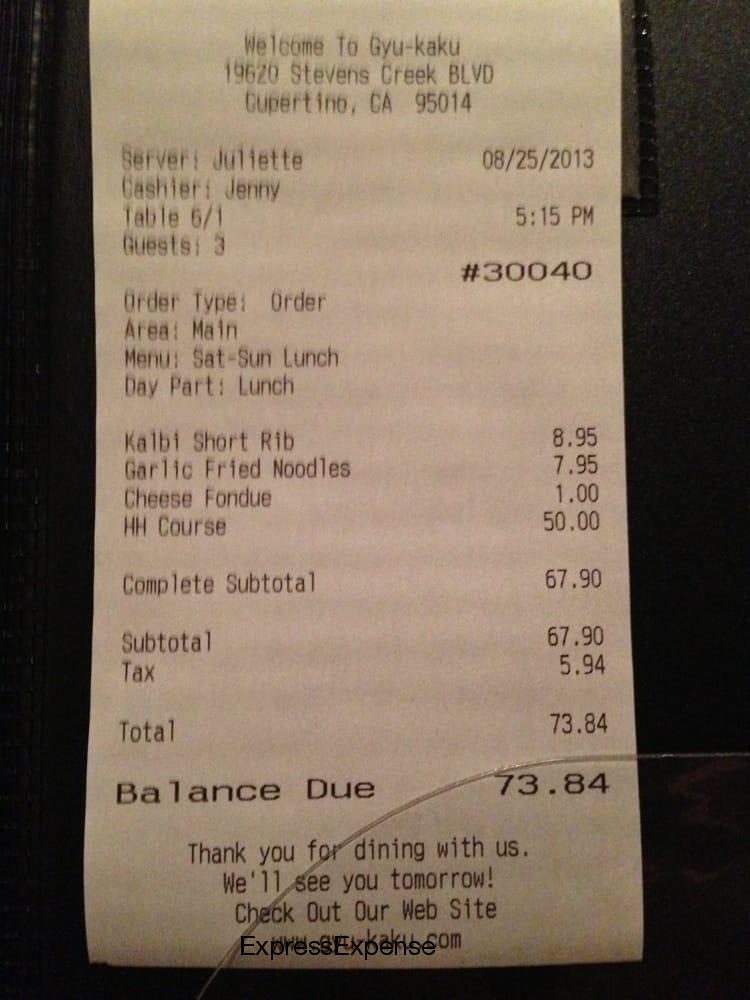 Welcome To Gyu-kaku
19620 Stevens Creek BLVD
Cupertino, CA 95014
Server: Juliette 08/25/2013
Cashier: Jenny
Table 6/1 5:15 PM
Guests: 3
#30040
Order Type: Order
Area: Main
Menu: Sat-Sun Lunch
Day Part: Lunch
Kalbi Short Rib 8.95
Garlic Fried Noodles 7.95
Cheese Fondue 1.00
HH Course 50.00
Complete Subtotal 67.90
Subtotal 67.90
Tax 5.94
Total 73.84
Balance Due 73.84
Thank you for dining with us.
We'll see you tomorrow!
Check Out Our Web Site
www.gyu-kaku.com
ExpressExpense